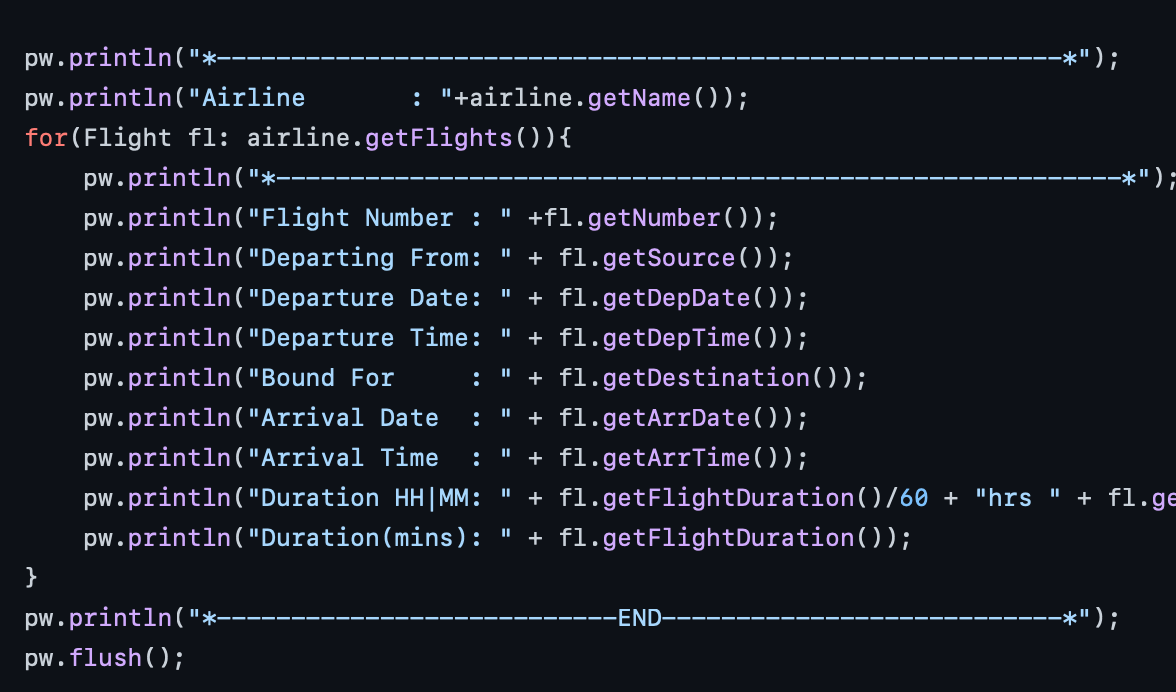 pw.println("*---------------------------------------------------------*");
pw.println("Airline       : "+airline.getName());
for(Flight fl: airline.getFlights()){
    pw.println("*---------------------------------------------------------*");
    pw.println("Flight Number : " +fl.getNumber());
    pw.println("Departing From: " + fl.getSource());
    pw.println("Departure Date: " + fl.getDepDate());
    pw.println("Departure Time: " + fl.getDepTime());
    pw.println("Bound For     : " + fl.getDestination());
    pw.println("Arrival Date  : " + fl.getArrDate());
    pw.println("Arrival Time  : " + fl.getArrTime());
    pw.println("Duration HH|MM: " + fl.getFlightDuration()/60 + "hrs " + fl.ge
    pw.println("Duration(mins): " + fl.getFlightDuration());
}
pw.println("*---------------------------END---------------------------*");
pw.flush();